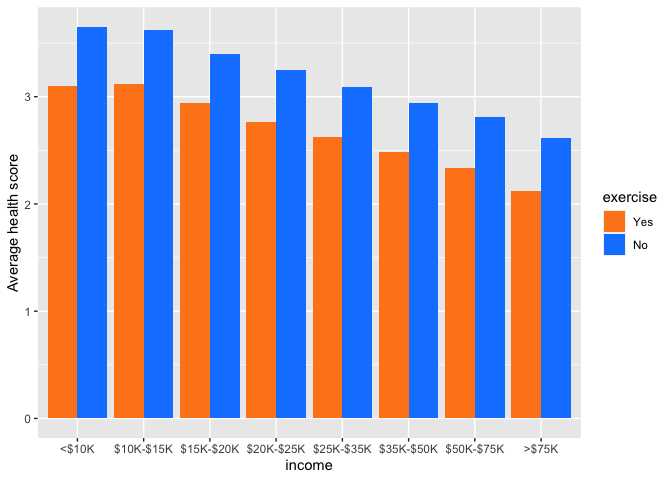 Average health score
3
2
1
0
<$10K $10K-$15K $15K-$20K $20K-$25K $25K-$35K $35K-$50K $50K-$75K >$75K
income
exercise
Yes
No